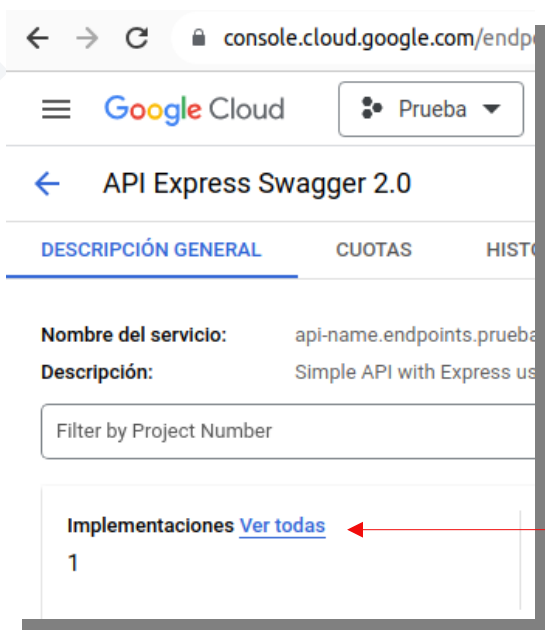 console.cloud.google.com/endp
Google Cloud Prueba
API Express Swagger 2.0
DESCRIPCIÓN GENERAL CUOTAS HISTO
Nombre del servicio: api-name.endpoints.prueba
Descripción: Simple API with Express us
Filter by Project Number
Implementaciones Ver todas
1